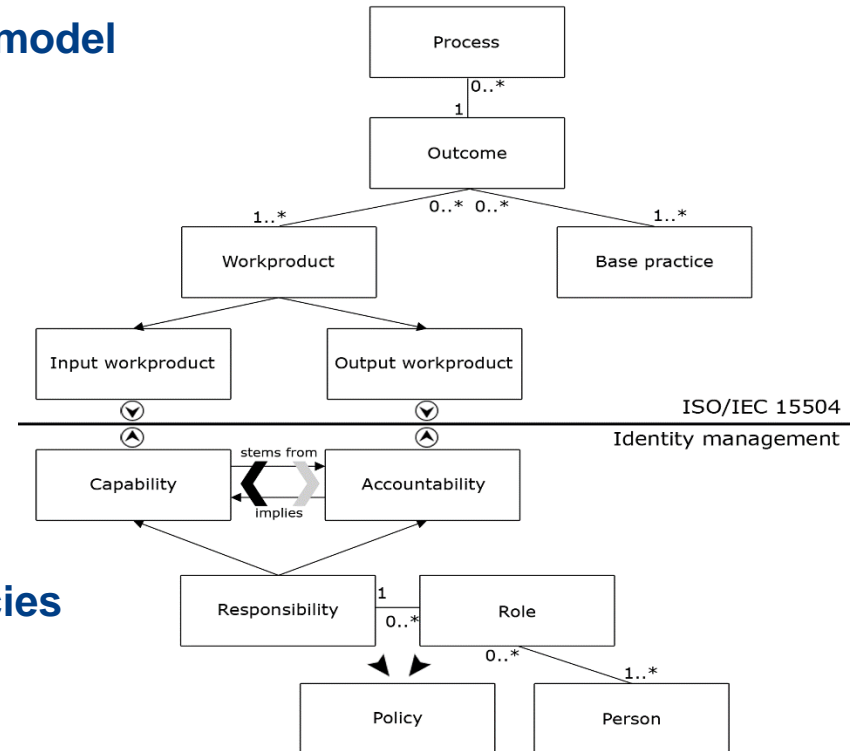 model
Process
0..*
1
Outcome
0..* 0..*
1..*
1..*
Workproduct
Base practice
Input workproduct
Output workproduct
ISO/IEC 15504
Identity management
stems from
Capability
Accountability
implies
cies
Responsibility
1
0..*
Role
0..*
1..*
Policy
Person